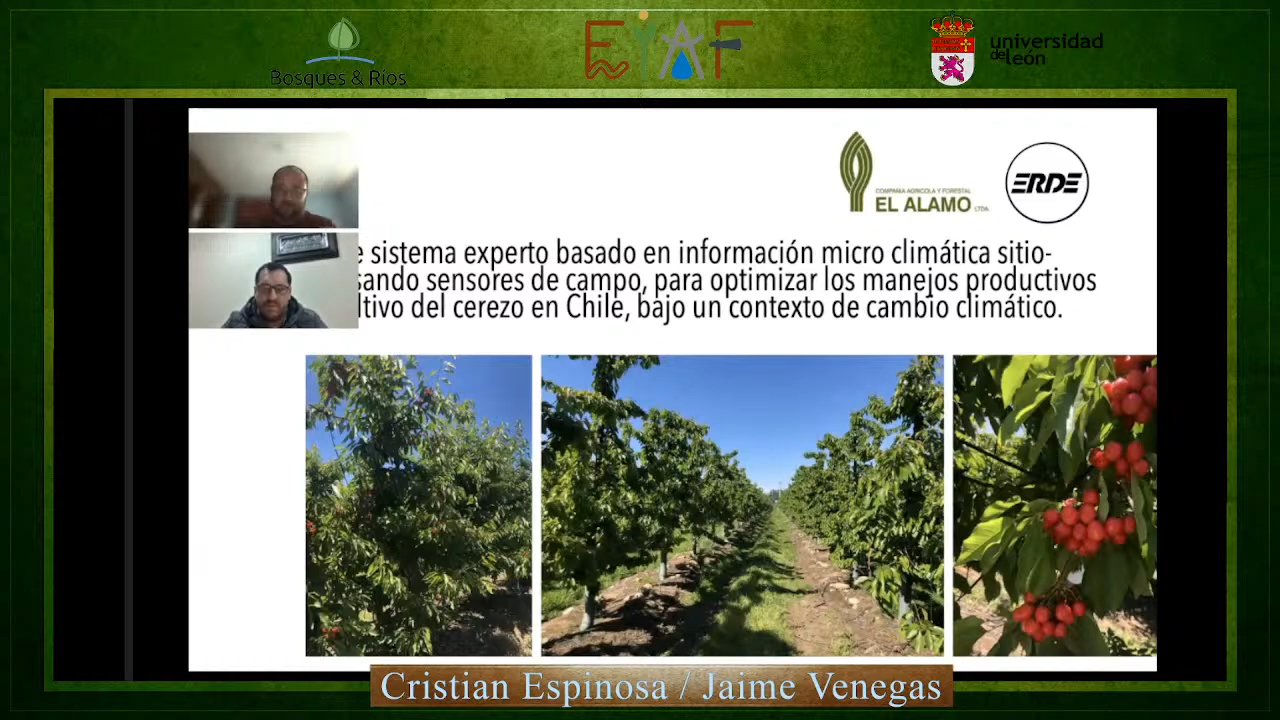 Bosques & Ríos
EYAF
universidad
de león
COMPAÑIA AGRICOLA Y FORESTAL
EL ALAMO LTDA.
ERDE
e sistema experto basado en información micro climática sitio-
sando sensores de campo, para optimizar los manejos productivos
ltivo del cerezo en Chile, bajo un contexto de cambio climático.
Cristian Espinosa / Jaime Venegas